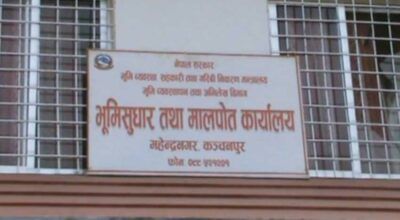 नेपाल सरकार
भूमि व्यवस्था सहकारी तथा गरिबी निवारण मन्त्रालय
भूमि व्यवस्थापन तथा अभिलेख विभाग
भूमिसुधार तथा मालपोत कार्यालय
महेन्द्रनगर, कञ्चनपुर
फोन ०९९